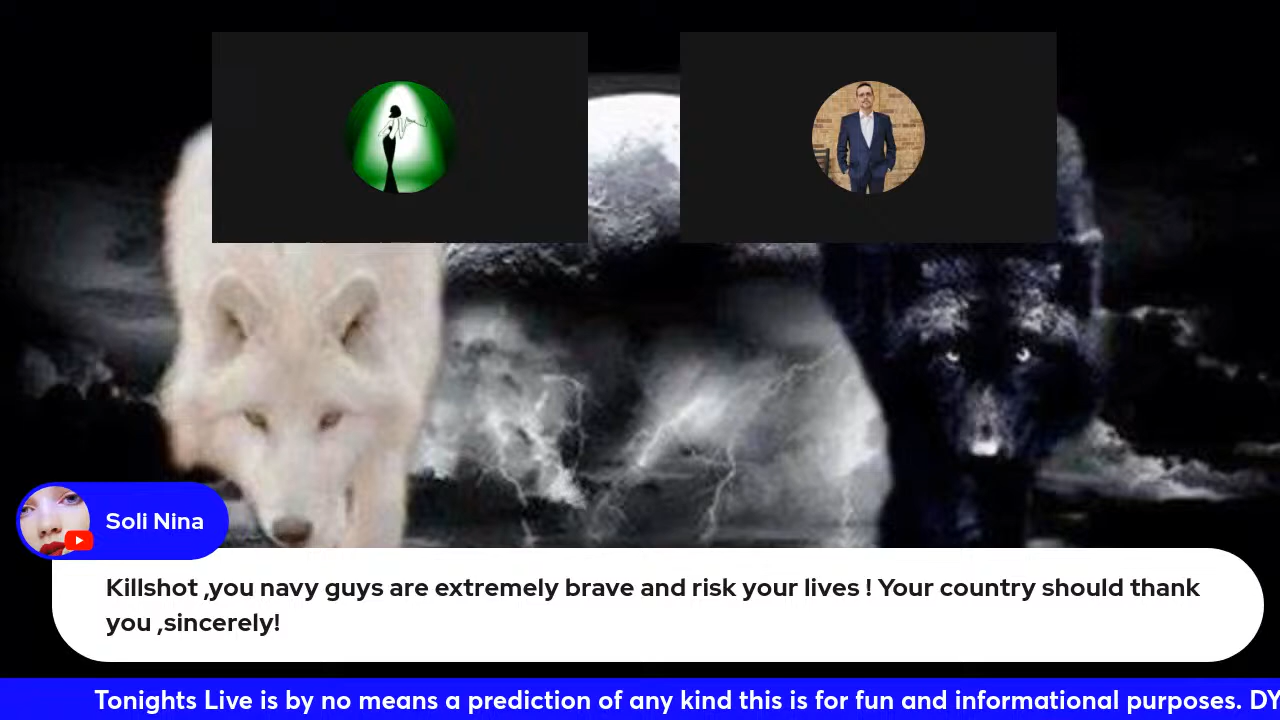 Soli Nina
Killshot ,you navy guys are extremely brave and risk your lives ! Your country should thank
you ,sincerely!
Tonights Live is by no means a prediction of any kind this is for fun and informational purposes. DY